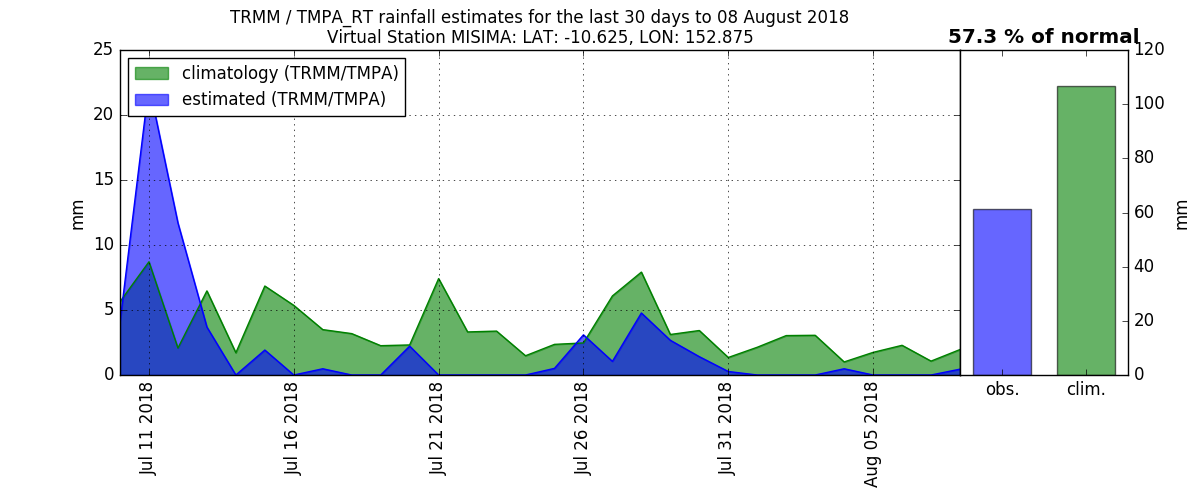 TRMM / TMPA_RT rainfall estimates for the last 30 days to 08 August 2018
Virtual Station MISIMA: LAT: -10.625, LON: 152.875
57.3 % of normal
climatology (TRMM/TMPA)
estimated (TRMM/TMPA)
25
20
15
10
5
0
mm
Jul 11 2018
Jul 16 2018
Jul 21 2018
Jul 26 2018
Jul 31 2018
Aug 05 2018
120
100
80
60
40
20
0
mm
obs.
clim.